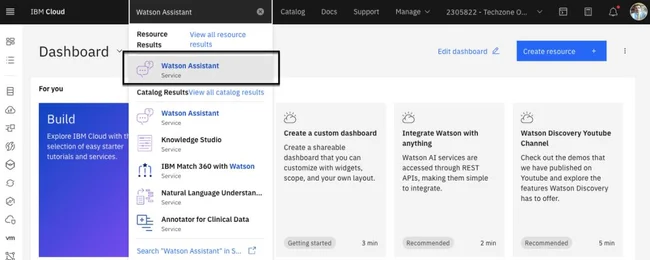 IBM Cloud
Watson Assistant
Catalog
Docs
Support
Manage
2305822 - Techzone O...
Dashboard
Edit dashboard
Create resource +
Resource Results
View all resource results
Watson Assistant
Service
Catalog Results
View all catalog results
Watson Assistant
Service
Knowledge Studio
Service
IBM Match 360 with Watson
Service
Natural Language Understan...
Service
Annotator for Clinical Data
Service
Search "Watson Assistant" in S...
For you
Build
Explore IBM Cloud with th
selection of easy starter
tutorials and services.
Create a custom dashboard
Create a shareable
dashboard that you can
customize with widgets,
scope, and your own layout.
Getting started
3 min
Integrate Watson with
anything
Watson AI services are
accessed through REST
APIs, making them simple
to integrate.
Recommended
2 min
Watson Discovery Youtube
Channel
Check out the demos that
we have published on
Youtube and explore the
features Watson Discovery
has to offer.
Recommended
5 min
vm